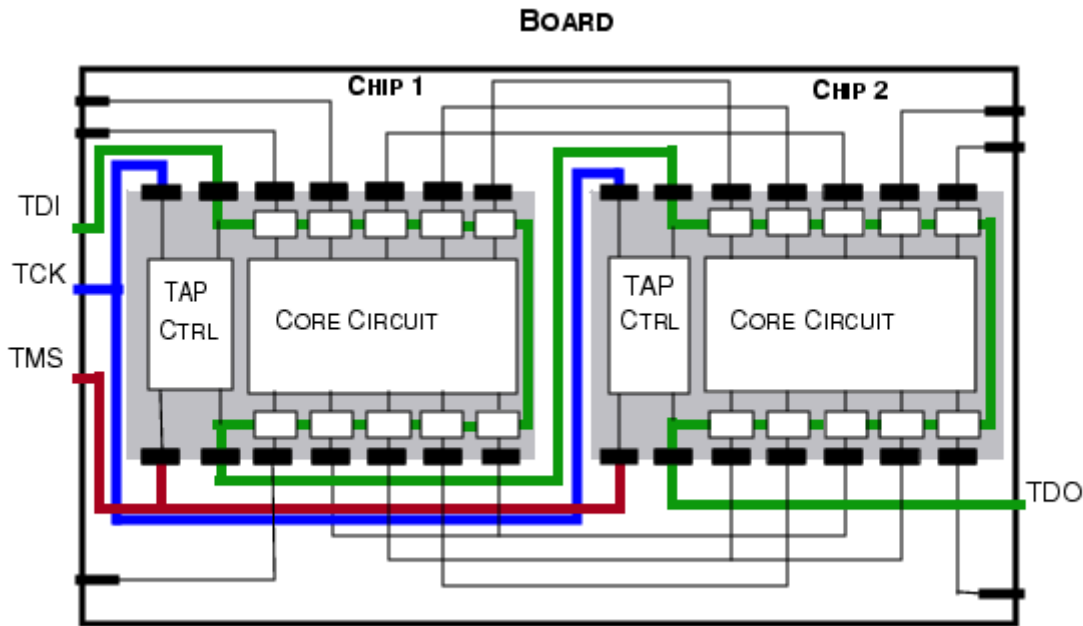 BOARD
CHIP 1
CHIP 2
TDI
TCK
TMS
TAP
CTRL
CORE CIRCUIT
TAP
CTRL
CORE CIRCUIT
TDO